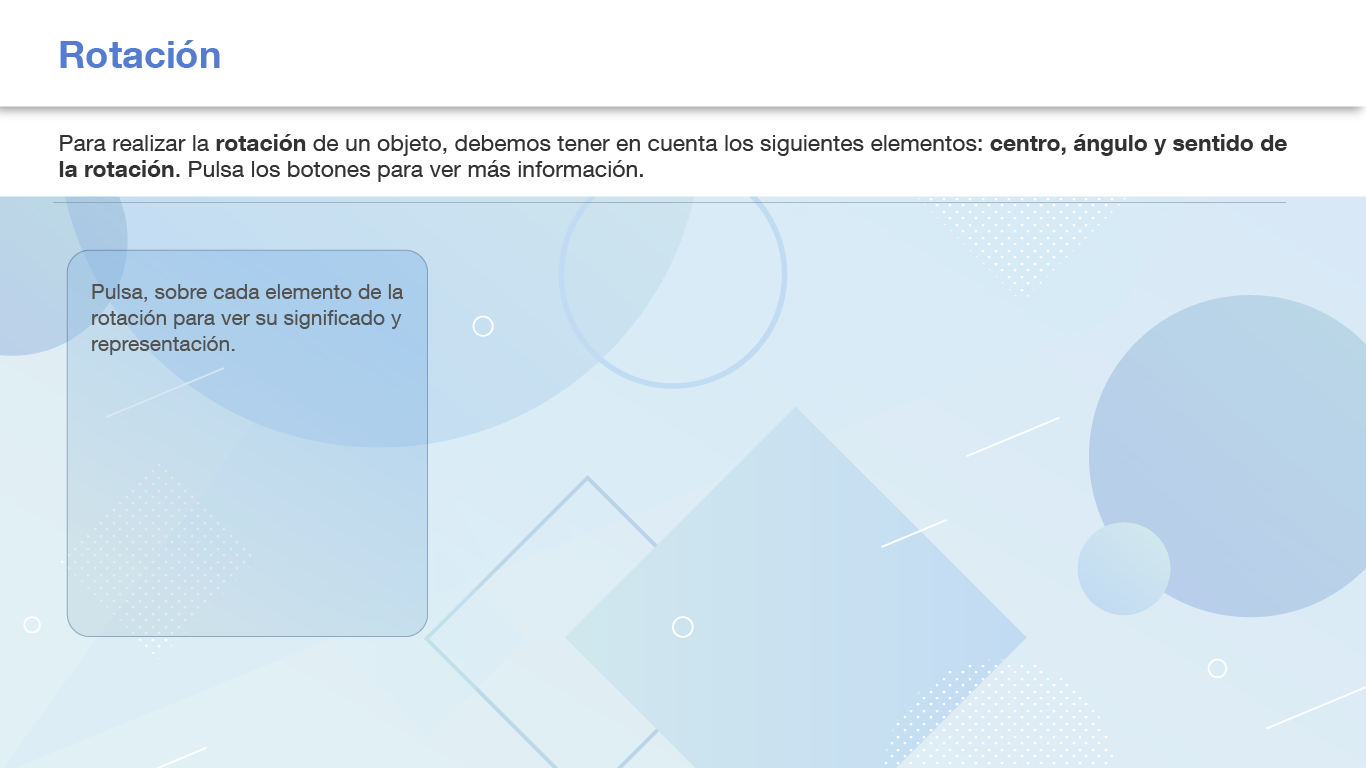 Rotación
Para realizar la rotación de un objeto, debemos tener en cuenta los siguientes elementos: centro, ángulo y sentido de
la rotación. Pulsa los botones para ver más información.
Pulsa, sobre cada elemento de la
rotación para ver su significado y
representación.